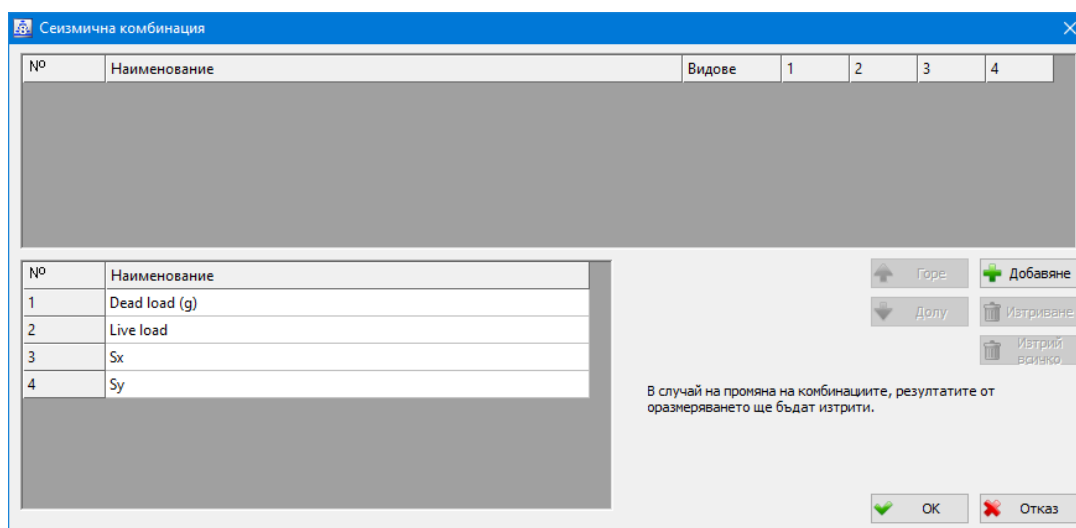 Сеизмична комбинация
Nº Наименование Видове 1 2 3 4
Nº Наименование
1 Dead load (g)
2 Live load
3 Sx
4 Sy
Горе Добавяне
Долу Изтриване
Изтрий
всичко
В случай на промяна на комбинациите, резултатите от
оразмеряването ще бъдат изтрити.
OK Отказ